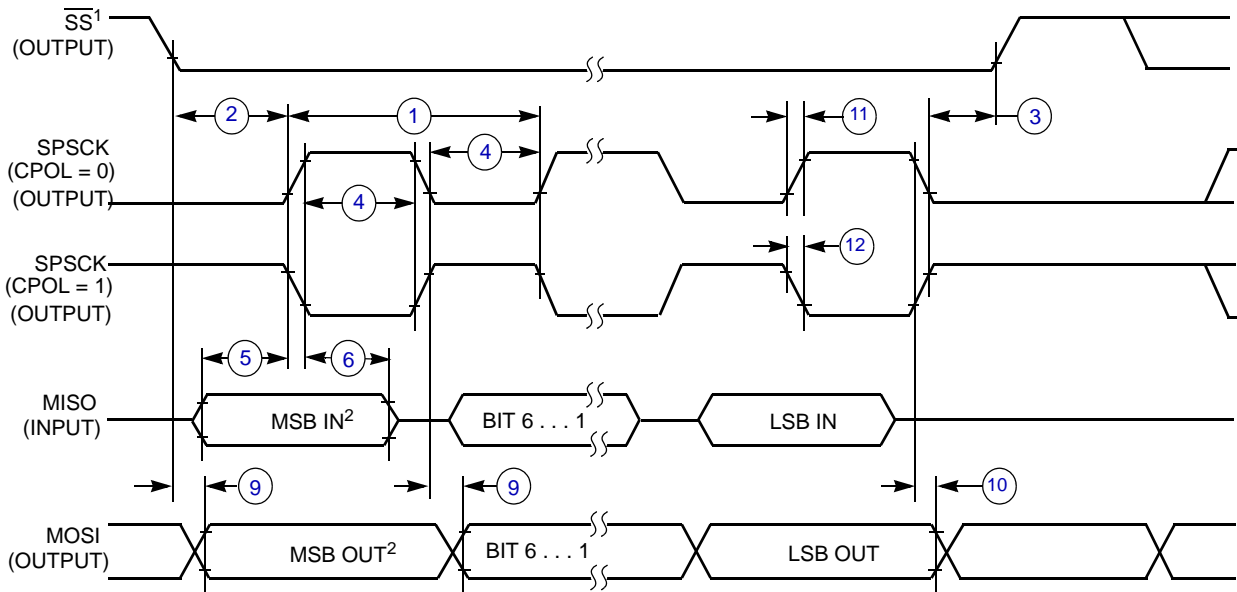 SS1
(OUTPUT)
2
1
11
3
SPSCK
(CPOL = 0)
(OUTPUT)
4
4
SPSCK
(CPOL = 1)
(OUTPUT)
12
5
6
MISO
(INPUT)
MSB IN2
BIT 6 . . . 1
LSB IN
9
9
10
MOSI
(OUTPUT)
MSB OUT2
BIT 6 . . . 1
LSB OUT